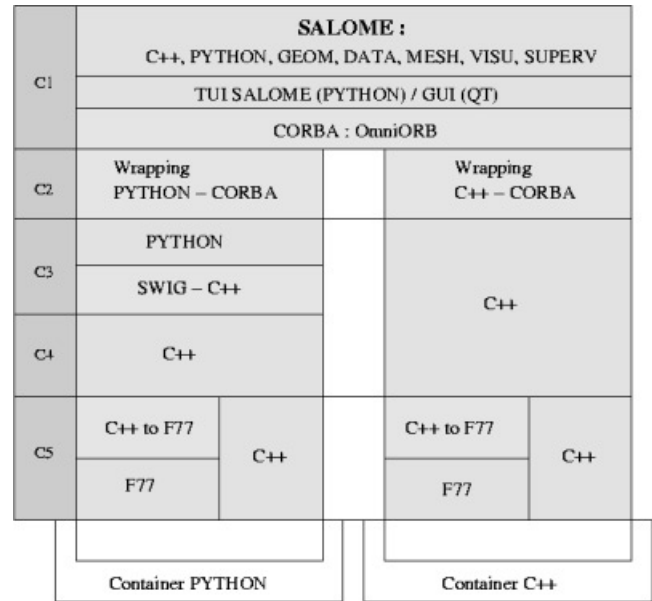 SALOME :
C++, PYTHON, GEOM, DATA, MESH, VISU, SUPERV
C1
TUI SALOME (PYTHON) / GUI (QT)
CORBA : OmniORB
Wrapping
PYTHON – CORBA
Wrapping
C++ – CORBA
C2
PYTHON
C3
SWIG – C++
C++
C4
C++
C++ to F77
C++
C++ to F77
C++
C5
F77
F77
Container PYTHON
Container C++